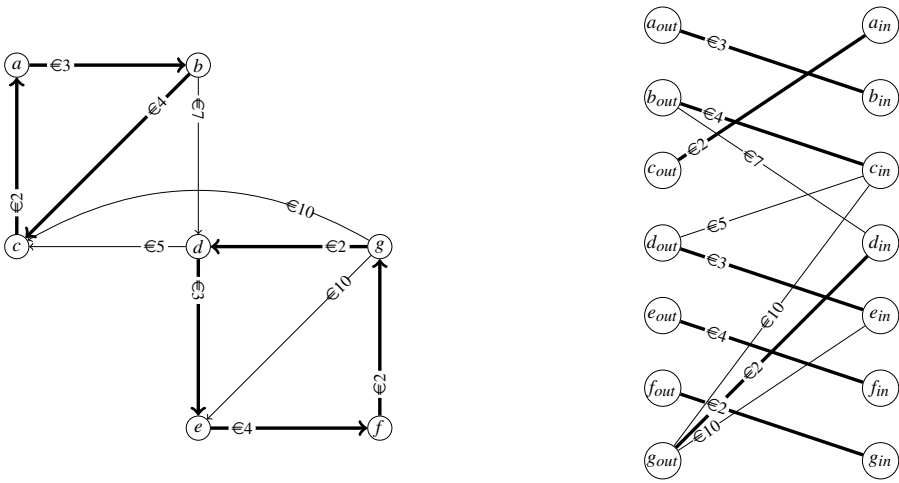 a €3 b
€4 €7
€2
€10
c €5 d €2 g
€3 €10
€2
e €4 f
a_out a_in
€3
b_out b_in
€4
€2 €7
c_out c_in
€5
d_out d_in
€3
€10
e_out e_in
€4 €2
f_out f_in
€2
€10
g_out g_in